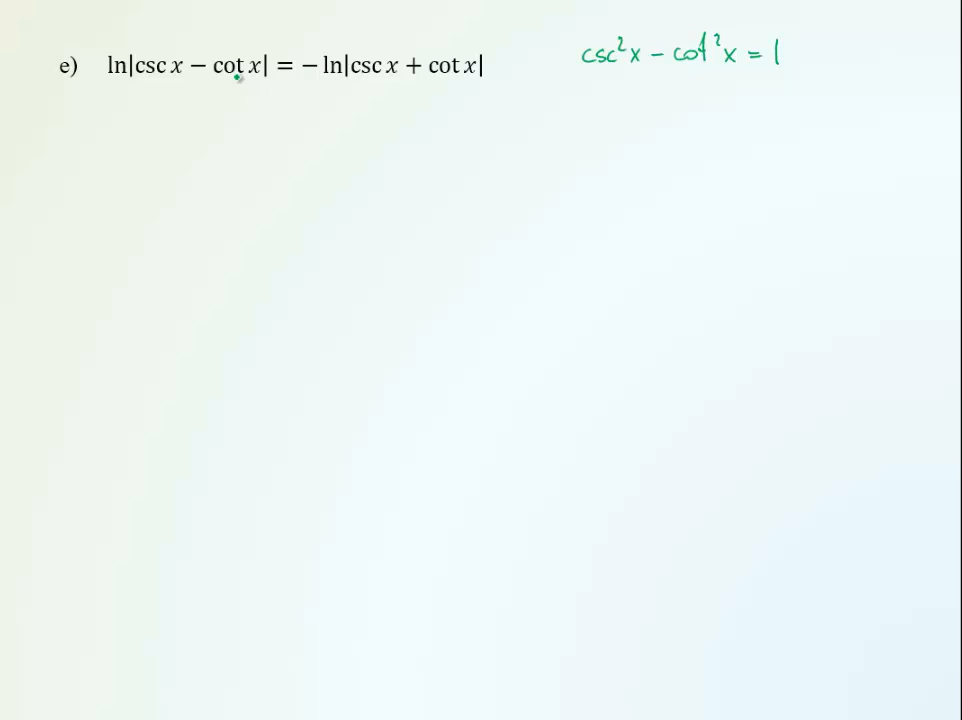 e) ln|csc x − cot x| = − ln|csc x + cot x|
csc²x − cot²x = 1